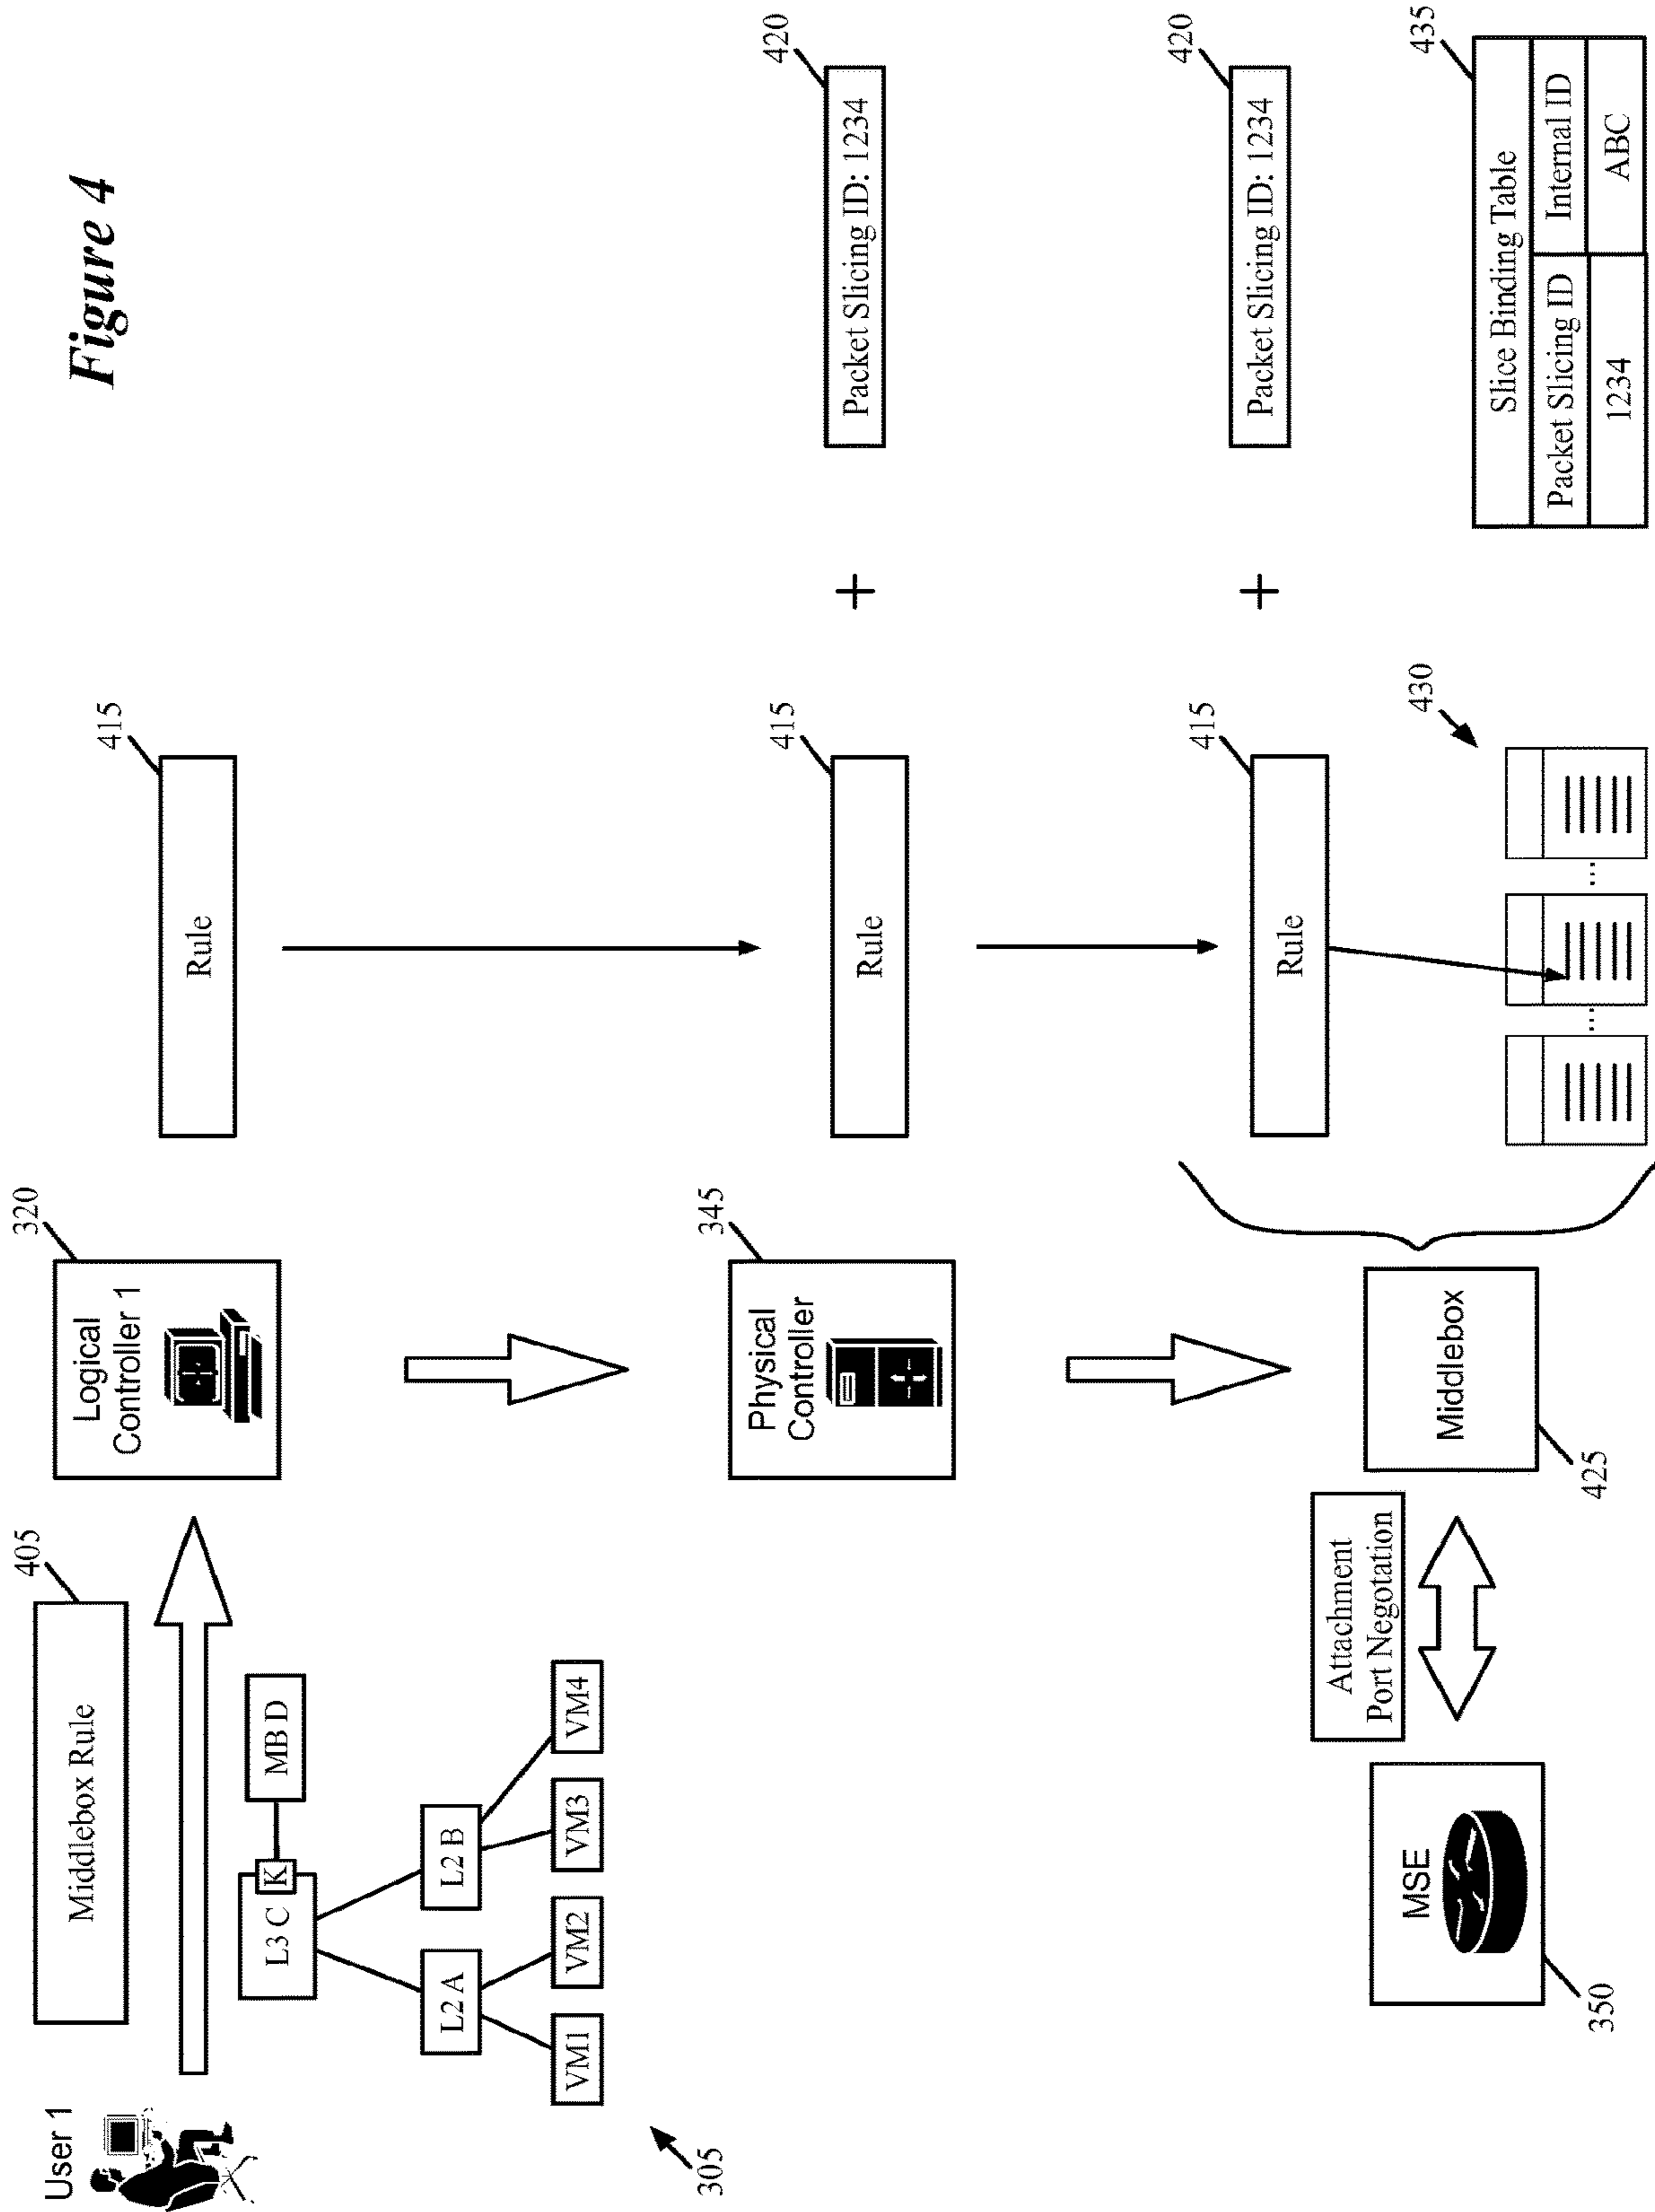 Figure 4
User 1
405
Middlebox Rule
320
Logical
Controller 1
415
Rule
L3 C
K
MB D
L2 A
L2 B
VM1
VM2
VM3
VM4
305
345
Physical
Controller
415
Rule
+
420
Packet Slicing ID: 1234
350
MSE
Attachment
Port Negotation
425
Middlebox
415
Rule
+
420
Packet Slicing ID: 1234
430
...
...
435
Slice Binding Table
Packet Slicing ID
Internal ID
1234
ABC